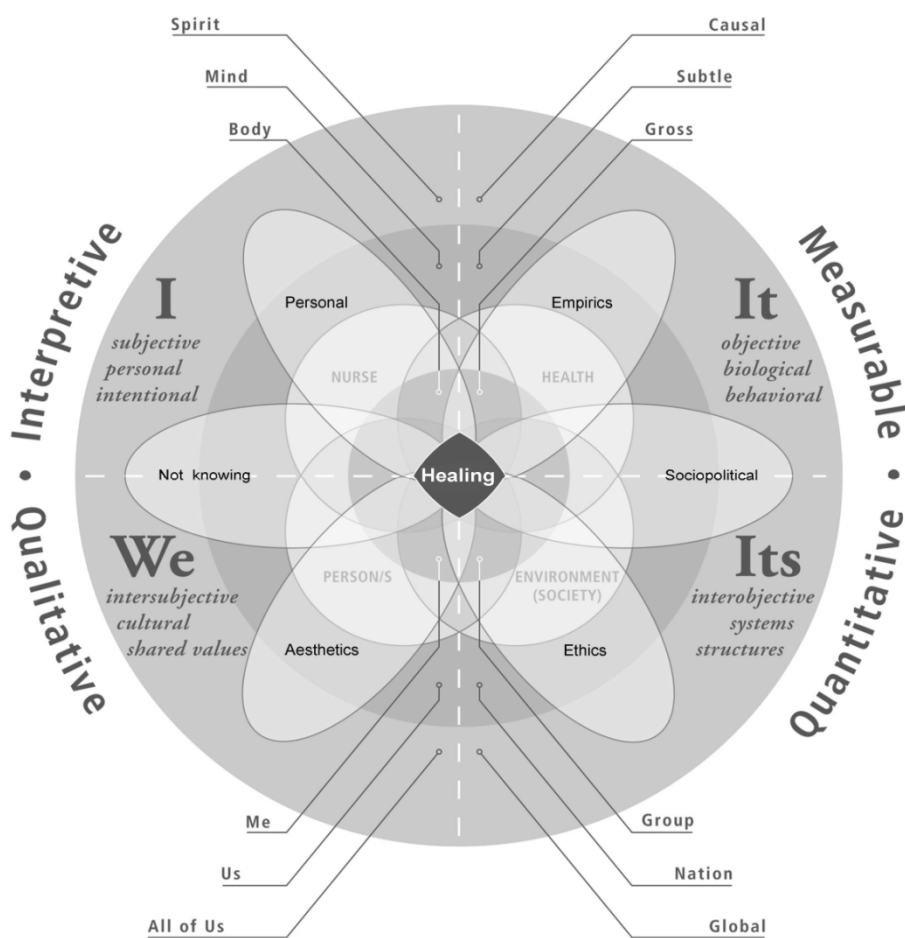 Spirit
Causal
Mind
Subtle
Body
Gross
Interpretive
Qualitative
Measurable
Quantitative
I
subjective
personal
intentional
It
objective
biological
behavioral
Personal
Empirics
NURSE
HEALTH
Not knowing
Healing
Sociopolitical
We
intersubjective
cultural
shared values
Its
interobjective
systems
structures
PERSON/S
ENVIRONMENT
(SOCIETY)
Aesthetics
Ethics
Me
Group
Us
Nation
All of Us
Global